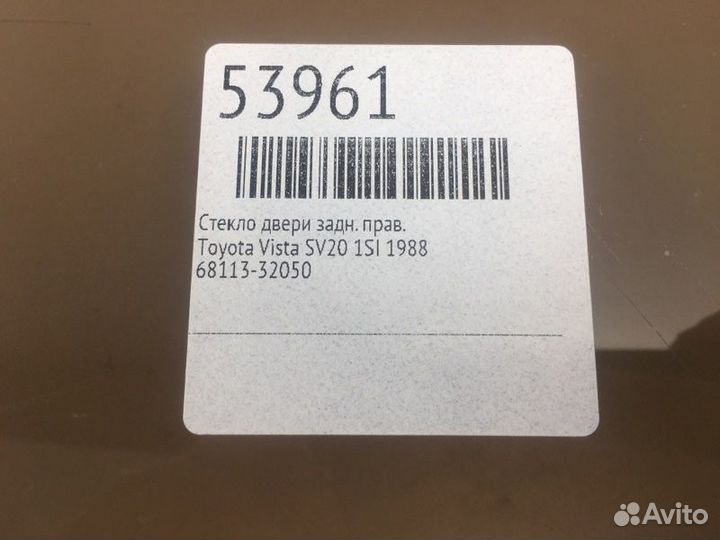 53961
Стекло двери задн. прав.
Toyota Vista SV20 1SI 1988
68113-32050
Avito